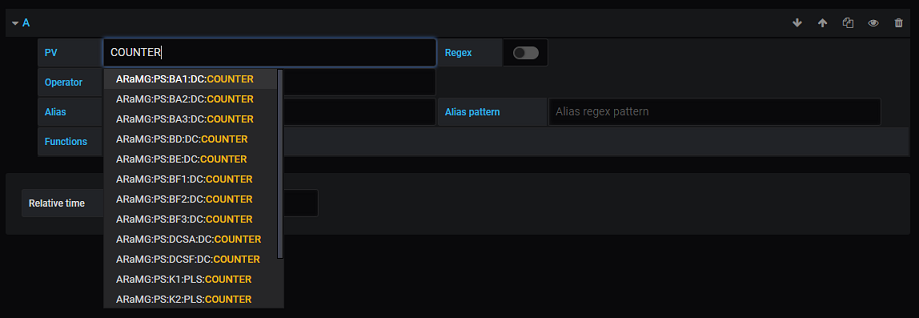 A
PV COUNTER Regex
ARaMG:PS:BA1:DC:COUNTER
Operator
ARaMG:PS:BA2:DC:COUNTER
Alias Alias pattern Alias regex pattern
ARaMG:PS:BA3:DC:COUNTER
Functions
ARaMG:PS:BD:DC:COUNTER
ARaMG:PS:BE:DC:COUNTER
ARaMG:PS:BF1:DC:COUNTER
Relative time
ARaMG:PS:BF2:DC:COUNTER
ARaMG:PS:BF3:DC:COUNTER
ARaMG:PS:DCSA:DC:COUNTER
ARaMG:PS:DCSF:DC:COUNTER
ARaMG:PS:K1:PLS:COUNTER
ARaMG:PS:K2:PLS:COUNTER